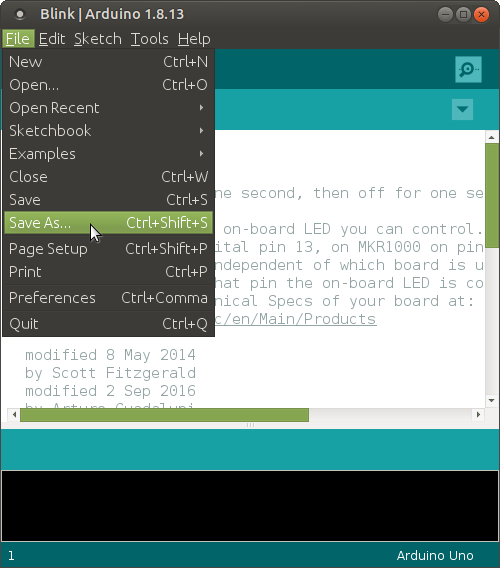 Blink | Arduino 1.8.13
File Edit Sketch Tools Help
New Ctrl+N
Open... Ctrl+O
Open Recent
Sketchbook
Examples
Close Ctrl+W
Save Ctrl+S
Save As... Ctrl+Shift+S
Page Setup Ctrl+Shift+P
Print Ctrl+P
Preferences Ctrl+Comma
Quit Ctrl+Q
ne second, then off for one se
on-board LED you can control.
ital pin 13, on MKR1000 on pin
ndependent of which board is u
hat pin the on-board LED is co
nical Specs of your board at:
c/en/Main/Products
modified 8 May 2014
by Scott Fitzgerald
modified 2 Sep 2016
by Arturo Guadalupi
1 Arduino Uno